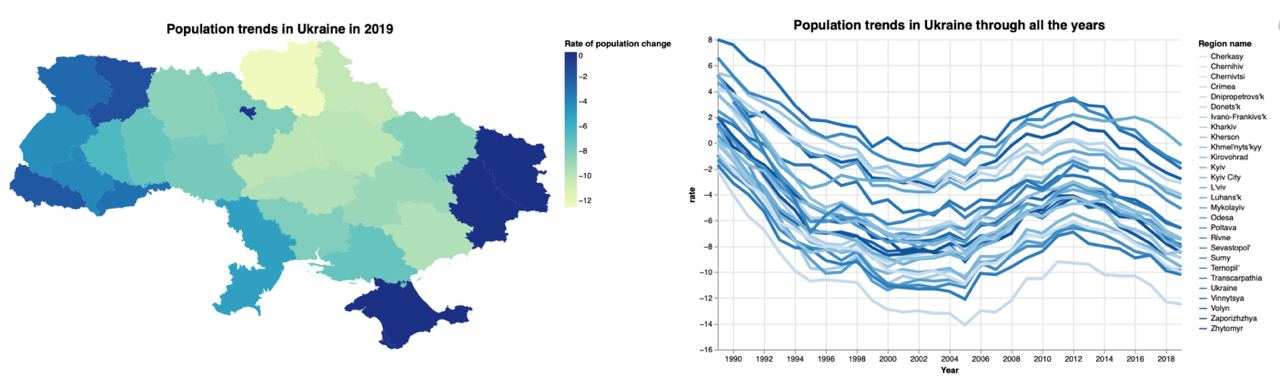 Population trends in Ukraine in 2019
Rate of population change
0
−2
−4
−6
−8
−10
−12
Population trends in Ukraine through all the years
8
6
4
2
0
−2
−4
−6
−8
−10
−12
−14
−16
rate
1990 1992 1994 1996 1998 2000 2002 2004 2006 2008 2010 2012 2014 2016 2018
Year
Region name
Cherkasy
Chernihiv
Chernivtsi
Crimea
Dnipropetrovs'k
Donets'k
Ivano-Frankivs'k
Kharkiv
Kherson
Khmel'nyts'kyy
Kirovohrad
Kyiv
Kyiv City
L'viv
Luhans'k
Mykolayiv
Odesa
Poltava
Rivne
Sevastopol'
Sumy
Ternopil'
Transcarpathia
Ukraine
Vinnytsya
Volyn
Zaporizhzhya
Zhytomyr